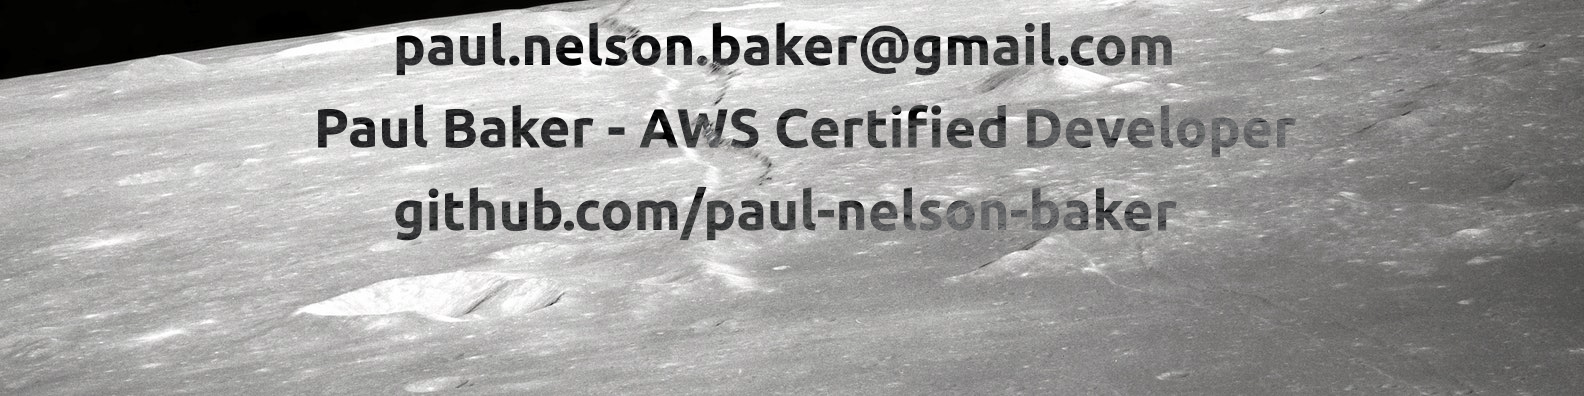 paul.nelson.baker@gmail.com
Paul Baker - AWS Certified Developer
github.com/paul-nelson-baker